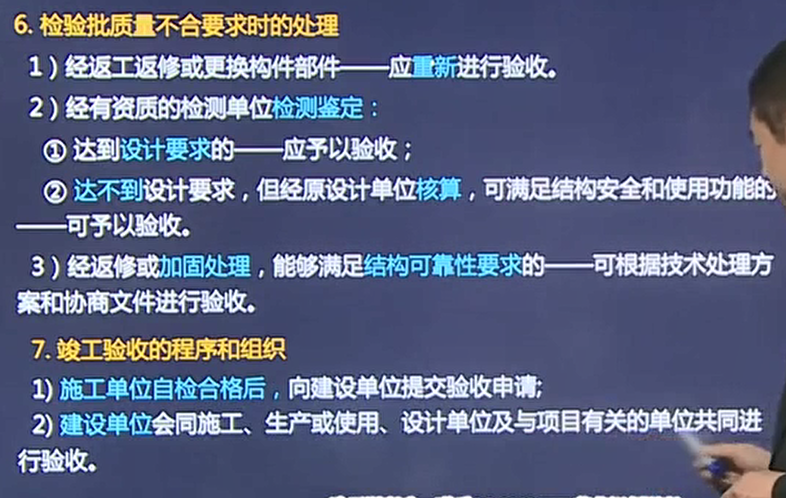 6. 检验批质量不合要求时的处理
1）经返工返修或更换构件部件——应重新进行验收。
2）经有资质的检测单位检测鉴定：
① 达到设计要求的——应予以验收；
② 达不到设计要求，但经原设计单位核算，可满足结构安全和使用功能的
——可予以验收。
3）经返修或加固处理，能够满足结构可靠性要求的——可根据技术处理方
案和协商文件进行验收。
7. 竣工验收的程序和组织
1) 施工单位自检合格后，向建设单位提交验收申请;
2) 建设单位会同施工、生产或使用、设计单位及与项目有关的单位共同进
行验收。